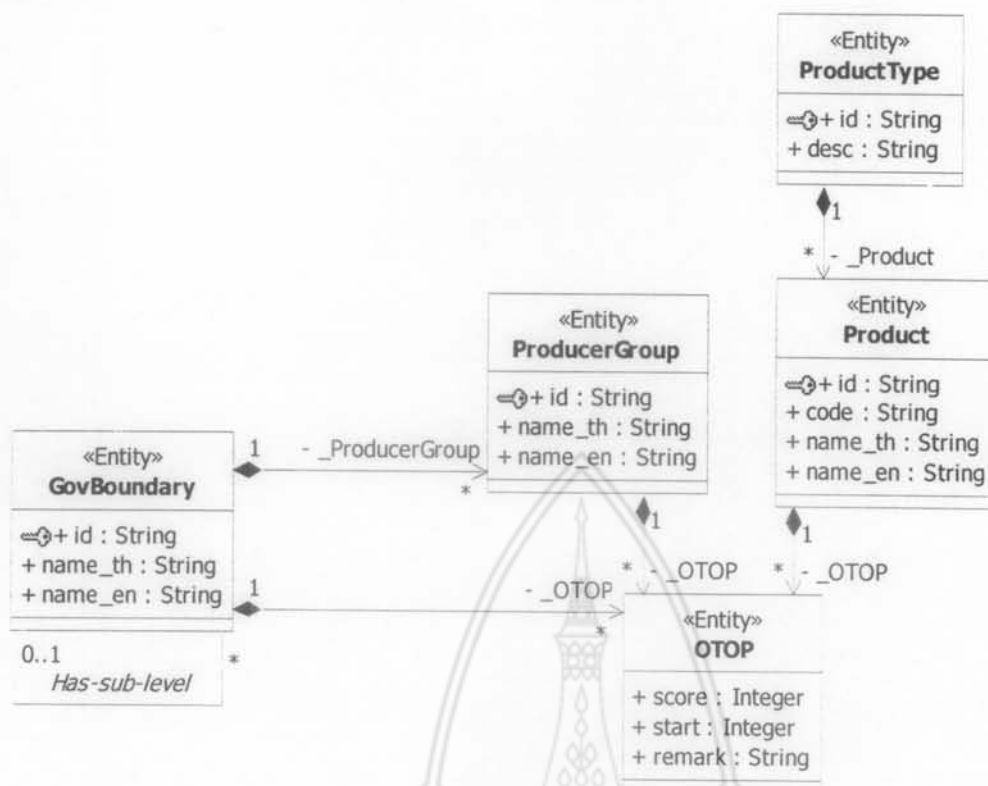 «Entity»
ProductType
+ id : String
+ desc : String
1
* - _Product
«Entity»
Product
+ id : String
+ code : String
+ name_th : String
+ name_en : String
1
* - _OTOP
«Entity»
ProducerGroup
+ id : String
+ name_th : String
+ name_en : String
1
* - _OTOP
«Entity»
GovBoundary
+ id : String
+ name_th : String
+ name_en : String
1
- _ProducerGroup
*
1
- _OTOP
*
0..1
*
Has-sub-level
«Entity»
OTOP
+ score : Integer
+ start : Integer
+ remark : String